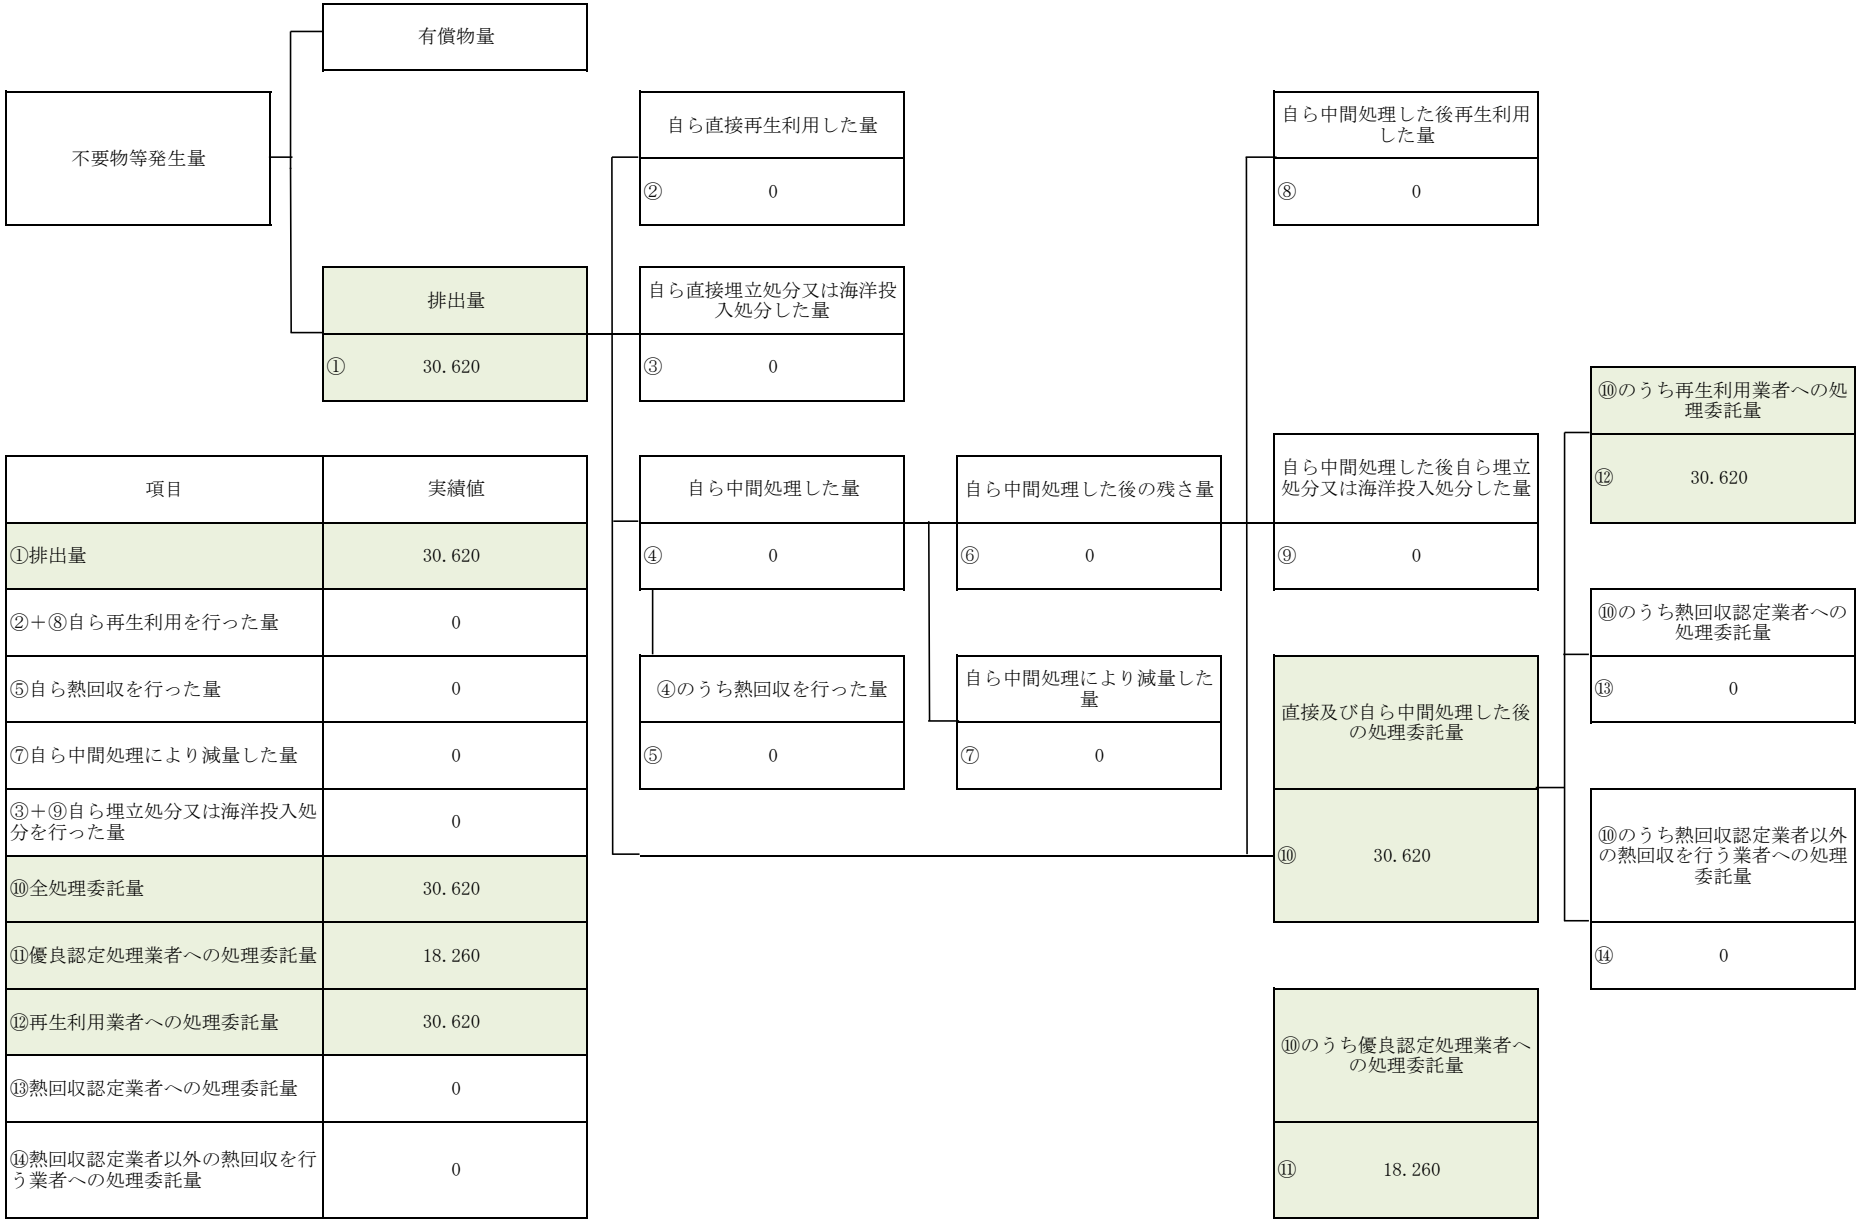 有償物量
不要物等発生量
自ら直接再生利用した量
② 0
自ら中間処理した後再生利用
した量
⑧ 0
排出量
① 30.620
自ら直接埋立処分又は海洋投
入処分した量
③ 0
⑩のうち再生利用業者への処
理委託量
⑫ 30.620
項目 実績値
①排出量 30.620
②+⑧自ら再生利用を行った量 0
⑤自ら熱回収を行った量 0
⑦自ら中間処理により減量した量 0
③+⑨自ら埋立処分又は海洋投入処
分を行った量 0
⑩全処理委託量 30.620
⑪優良認定処理業者への処理委託量 18.260
⑫再生利用業者への処理委託量 30.620
⑬熱回収認定業者への処理委託量 0
⑭熱回収認定業者以外の熱回収を行
う業者への処理委託量 0
自ら中間処理した量
④ 0
④のうち熱回収を行った量
⑤ 0
自ら中間処理した後の残さ量
⑥ 0
自ら中間処理により減量した
量
⑦ 0
自ら中間処理した後自ら埋立
処分又は海洋投入処分した量
⑨ 0
直接及び自ら中間処理した後
の処理委託量
⑩ 30.620
⑩のうち優良認定処理業者へ
の処理委託量
⑪ 18.260
⑩のうち熱回収認定業者への
処理委託量
⑬ 0
⑩のうち熱回収認定業者以外
の熱回収を行う業者への処理
委託量
⑭ 0